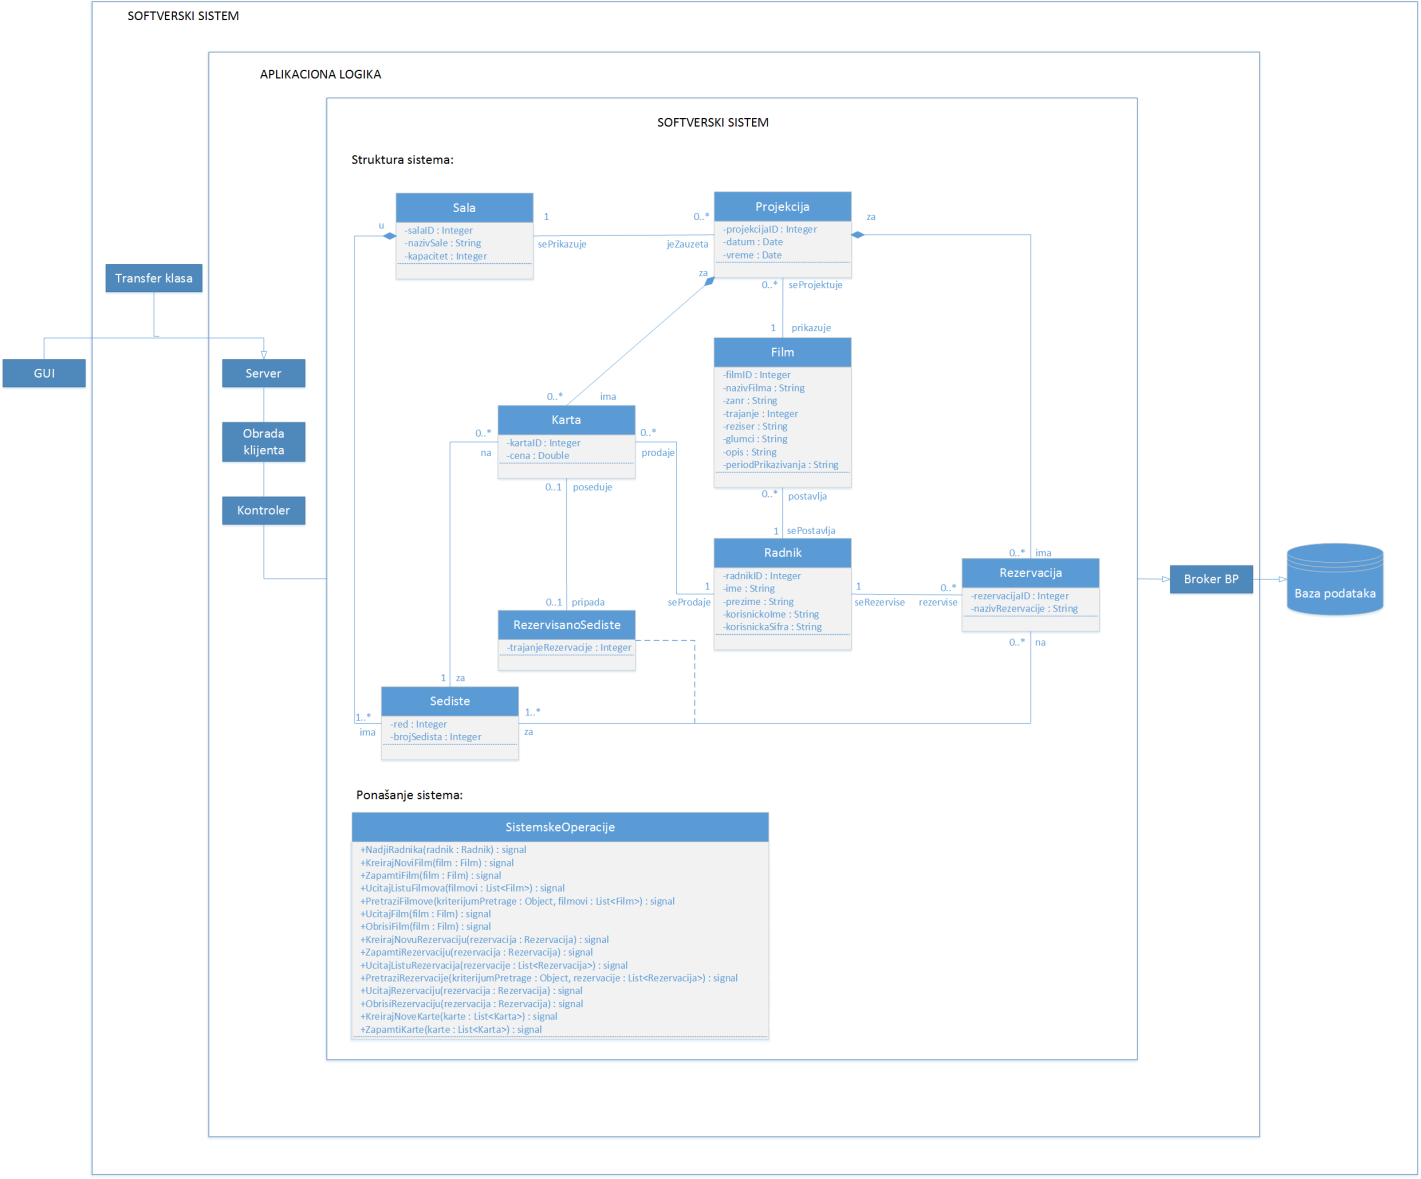 SOFTVERSKI SISTEM
APLIKACIONA LOGIKA
SOFTVERSKI SISTEM
Struktura sistema:
Sala
-salaID : Integer
-nazivSale : String
-kapacitet : Integer
u
1
sePrikazuje
0..*
jeZauzeta
Projekcija
-projekcijaID : Integer
-datum : Date
-vreme : Date
za
za
0..*
seProjektuje
1
prikazuje
Transfer klasa
GUI
Server
Obrada
klijenta
Kontroler
Film
-filmID : Integer
-nazivFilma : String
-zanr : String
-trajanje : Integer
-reziser : String
-glumci : String
-opis : String
-periodPrikazivanja : String
0..*
ima
Karta
-kartaID : Integer
-cena : Double
0..*
na
0..*
prodaje
0..1
poseduje
0..*
postavlja
1
sePostavlja
Radnik
-radnikID : Integer
-ime : String
-prezime : String
-korisnickoIme : String
-korisnickaSifra : String
1
seProdaje
1
seRezervise
0..*
rezervise
0..*
ima
Rezervacija
-rezervacijaID : Integer
-nazivRezervacije : String
0..*
na
Broker BP
Baza podataka
0..1
pripada
RezervisanoSediste
-trajanjeRezervacije : Integer
1
za
Sediste
-red : Integer
-brojSedista : Integer
1..*
ima
1..*
za
Ponašanje sistema:
SistemskeOperacije
+NadjiRadnika(radnik : Radnik) : signal
+KreirajNoviFilm(film : Film) : signal
+ZapamtiFilm(film : Film) : signal
+UcitajListuFilmova(filmovi : List<Film>) : signal
+PretraziFilmove(kriterijumPretrage : Object, filmovi : List<Film>) : signal
+UcitajFilm(film : Film) : signal
+ObrisiFilm(film : Film) : signal
+KreirajNovuRezervaciju(rezervacija : Rezervacija) : signal
+ZapamtiRezervaciju(rezervacija : Rezervacija) : signal
+UcitajListuRezervacija(rezervacije : List<Rezervacija>) : signal
+PretraziRezervacije(kriterijumPretrage : Object, rezervacije : List<Rezervacija>) : signal
+UcitajRezervaciju(rezervacija : Rezervacija) : signal
+ObrisiRezervaciju(rezervacija : Rezervacija) : signal
+KreirajNoveKarte(karte : List<Karta>) : signal
+ZapamtiKarte(karte : List<Karta>) : signal